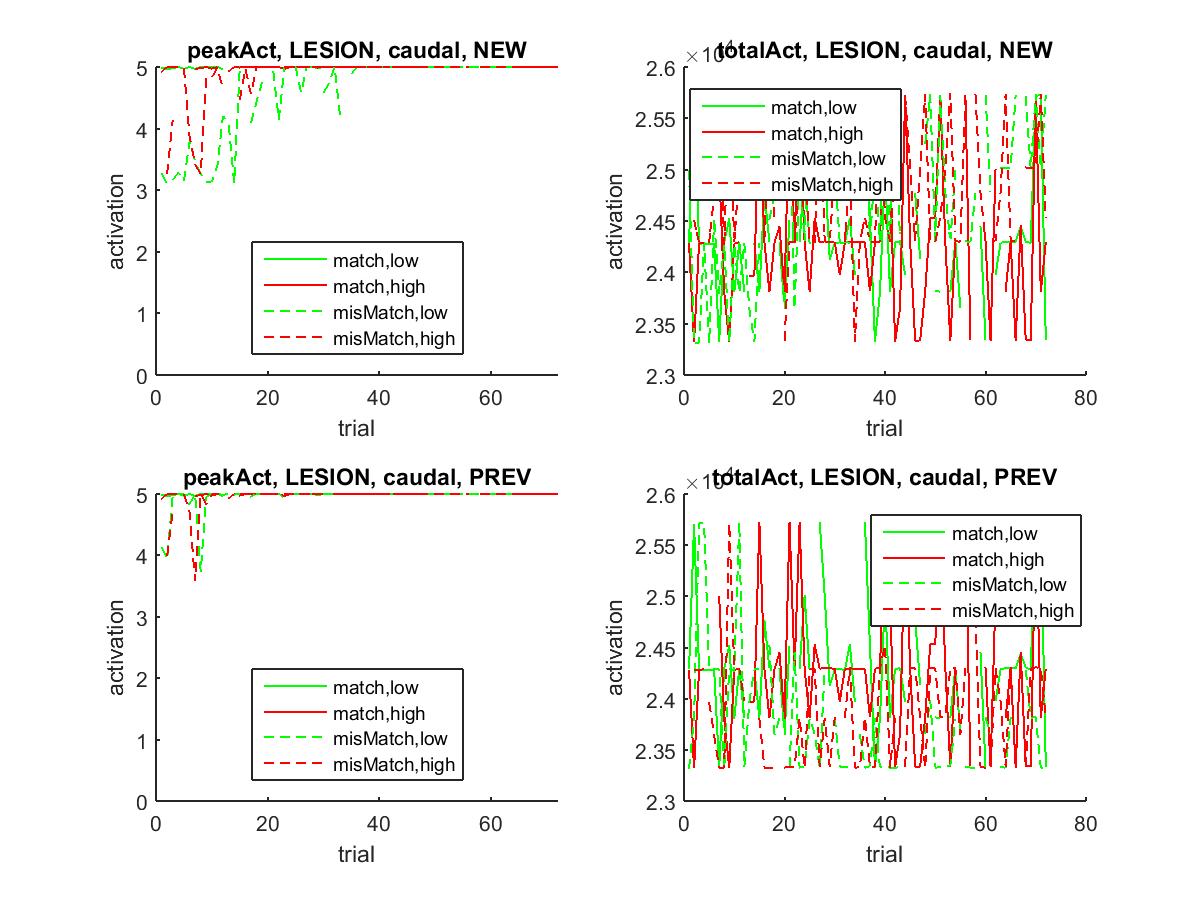 peakAct, LESION, caudal, NEW
activation
5
4
3
2
1
0
match,low
match,high
misMatch,low
misMatch,high
0 20 40 60
trial
totalAct, LESION, caudal, NEW
activation
2.6
2.55
2.5
2.45
2.4
2.35
2.3
match,low
match,high
misMatch,low
misMatch,high
0 20 40 60 80
trial
peakAct, LESION, caudal, PREV
activation
5
4
3
2
1
0
match,low
match,high
misMatch,low
misMatch,high
0 20 40 60
trial
totalAct, LESION, caudal, PREV
activation
2.6
2.55
2.5
2.45
2.4
2.35
2.3
match,low
match,high
misMatch,low
misMatch,high
0 20 40 60 80
trial